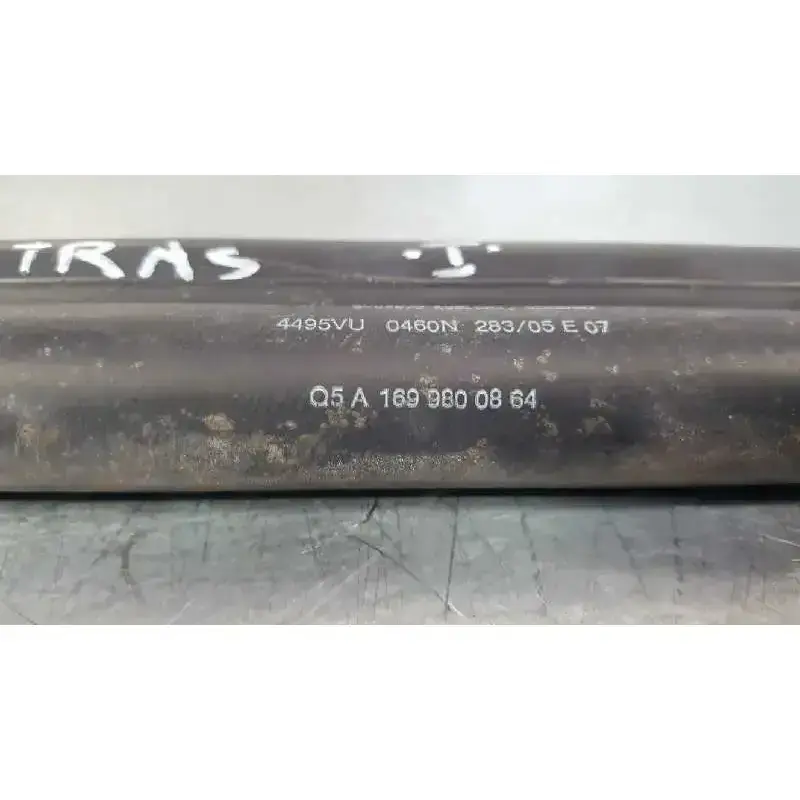 TRAS "I"
4495VU 0460N 283/05 E 07
Q5 A 169 980 08 64